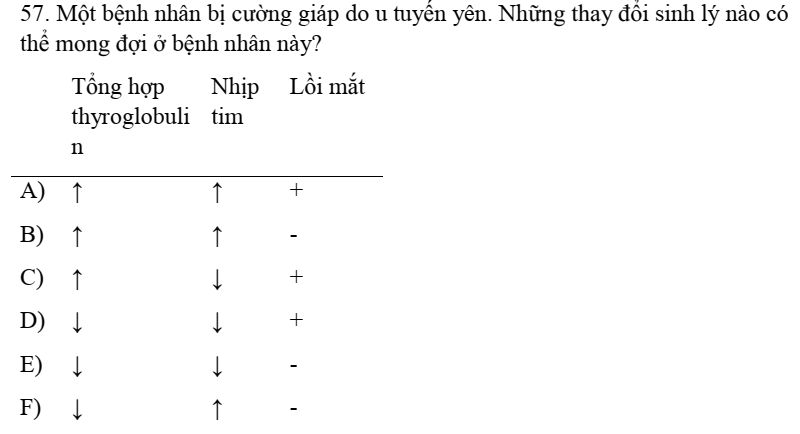 57. Một bệnh nhân bị cường giáp do u tuyến yên. Những thay đổi sinh lý nào có
thể mong đợi ở bệnh nhân này?
Tổng hợp Nhịp Lồi mắt
thyroglobuli tim
n
A) ↑ ↑ +
B) ↑ ↑ -
C) ↑ ↓ +
D) ↓ ↓ +
E) ↓ ↓ -
F) ↓ ↑ -